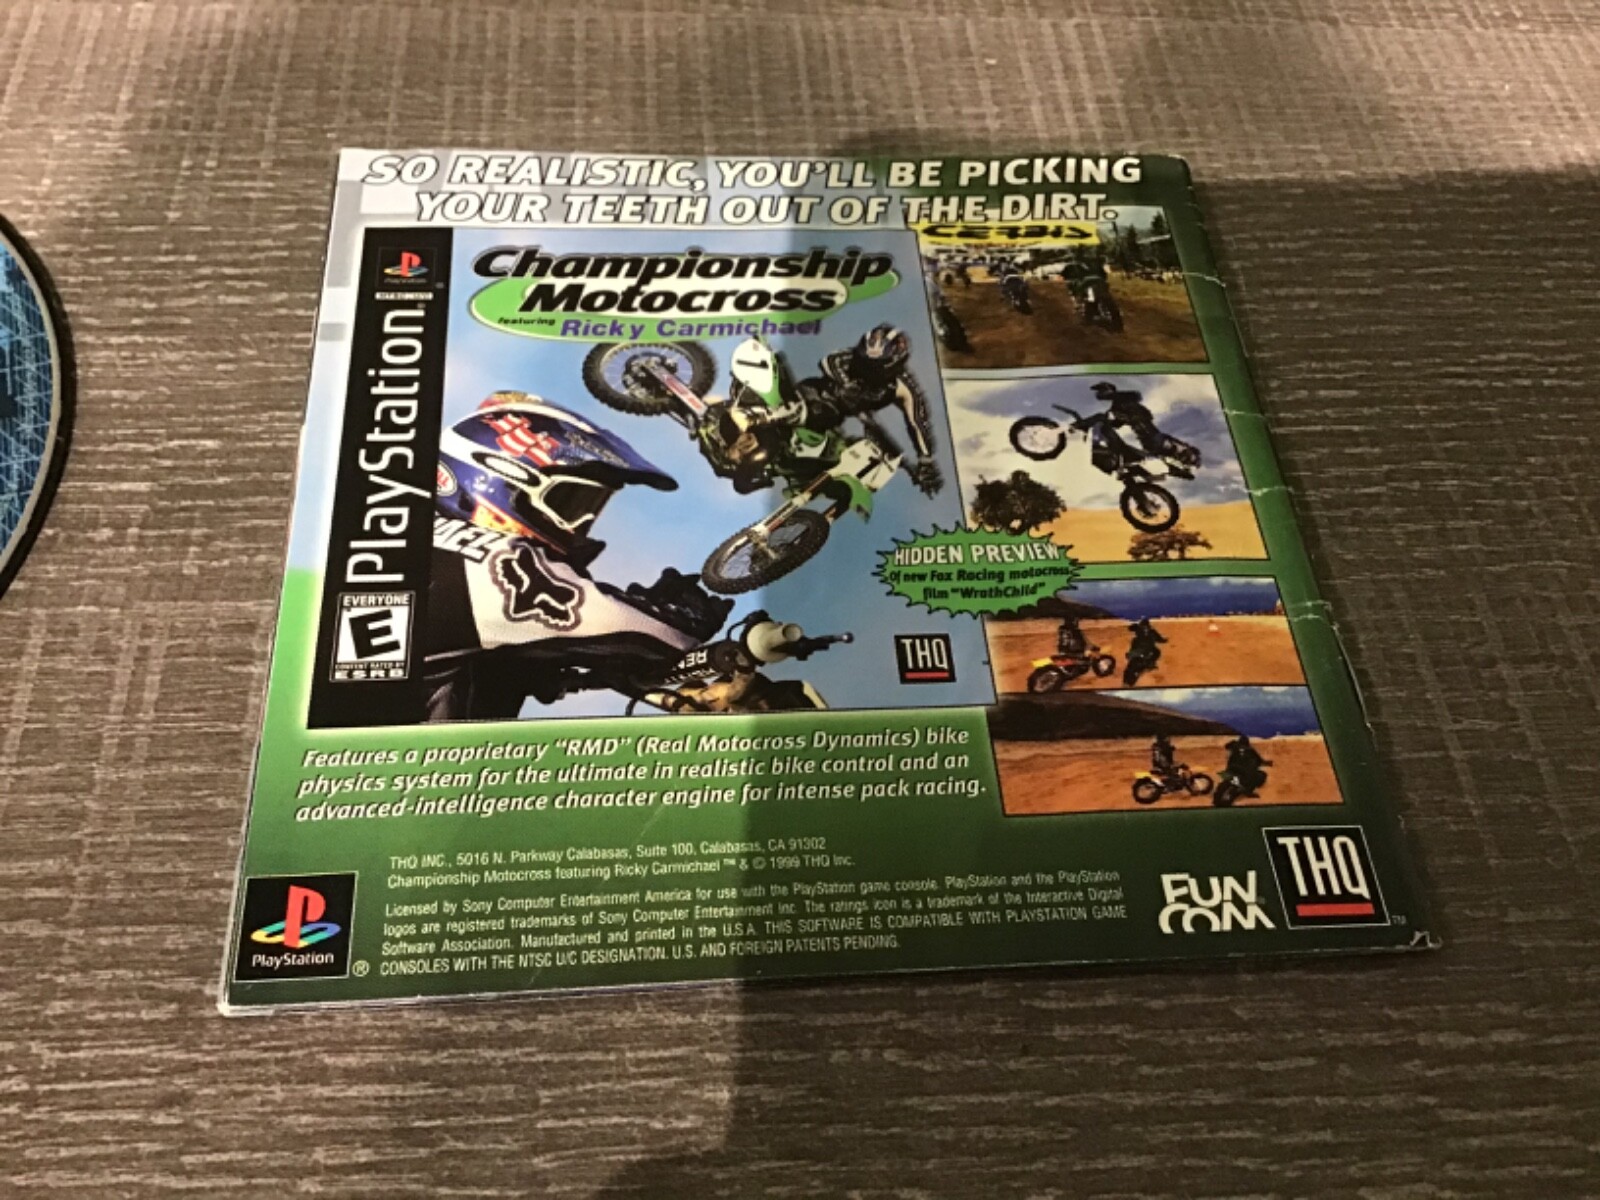 SO REALISTIC, YOU'LL BE PICKING
YOUR TEETH OUT OF THE DIRT.
PlayStation
Championship
Motocross
featuring Ricky Carmichael
CERBIS
HIDDEN PREVIEW
Of new Fox Racing motocross
film "WrathChild"
EVERYONE
E
CONTENT RATED BY
ESRB
THQ
Features a proprietary "RMD" (Real Motocross Dynamics) bike
physics system for the ultimate in realistic bike control and an
advanced-intelligence character engine for intense pack racing.
THQ INC., 5016 N. Parkway Calabasas, Suite 100, Calabasas, CA 91302
Championship Motocross featuring Ricky Carmichael ™ & © 1999 THQ Inc.
Licensed by Sony Computer Entertainment America for use with the PlayStation game console. PlayStation and the PlayStation
logos are registered trademarks of Sony Computer Entertainment Inc. The ratings icon is a trademark of the Interactive Digital
Software Association. Manufactured and printed in the U.S.A. THIS SOFTWARE IS COMPATIBLE WITH PLAYSTATION GAME
CONSOLES WITH THE NTSC U/C DESIGNATION. U.S. AND FOREIGN PATENTS PENDING.
PlayStation ®
FUNCOM
THQ ™